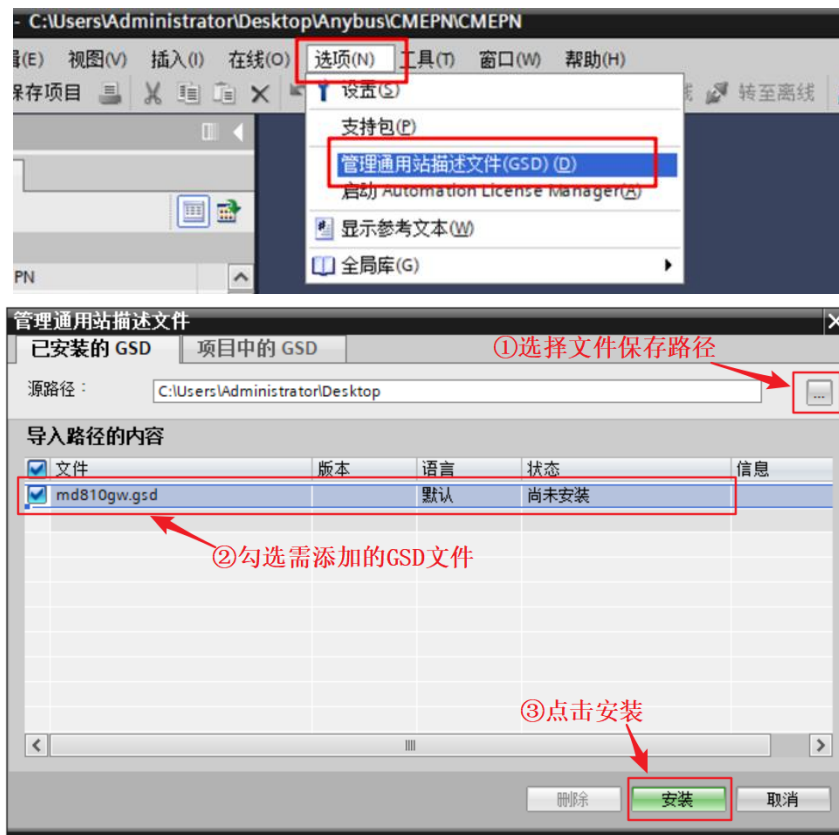 - C:\Users\Administrator\Desktop\Anybus\CMEPN\CMEPN
(E) 视图(V) 插入(I) 在线(O) 选项(N) 工具(T) 窗口(W) 帮助(H)
保存项目 转至离线
设置(S)
支持包(P)
管理通用站描述文件(GSD) (D)
启动 Automation License Manager(A)
显示参考文本(W)
PN
全局库(G)
管理通用站描述文件
已安装的 GSD 项目中的 GSD
①选择文件保存路径
源路径: C:\Users\Administrator\Desktop ...
导入路径的内容
文件 版本 语言 状态 信息
md810gw.gsd 默认 尚未安装
②勾选需添加的GSD文件
③点击安装
删除 安装 取消